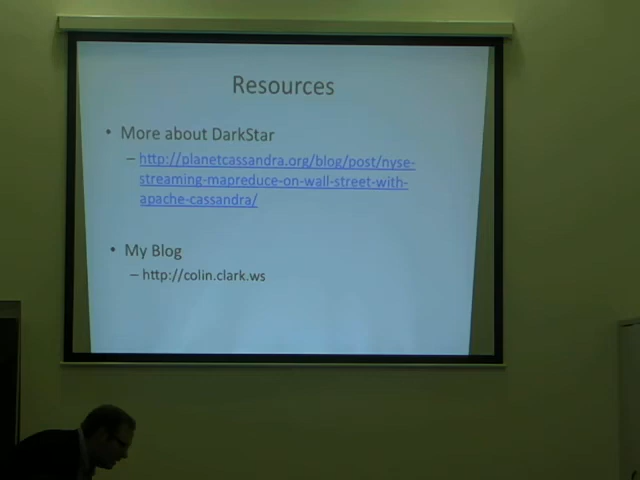 Resources
• More about DarkStar
– http://planetcassandra.org/blog/post/nyse-
streaming-mapreduce-on-wall-street-with-
apache-cassandra/
• My Blog
– http://colin.clark.ws